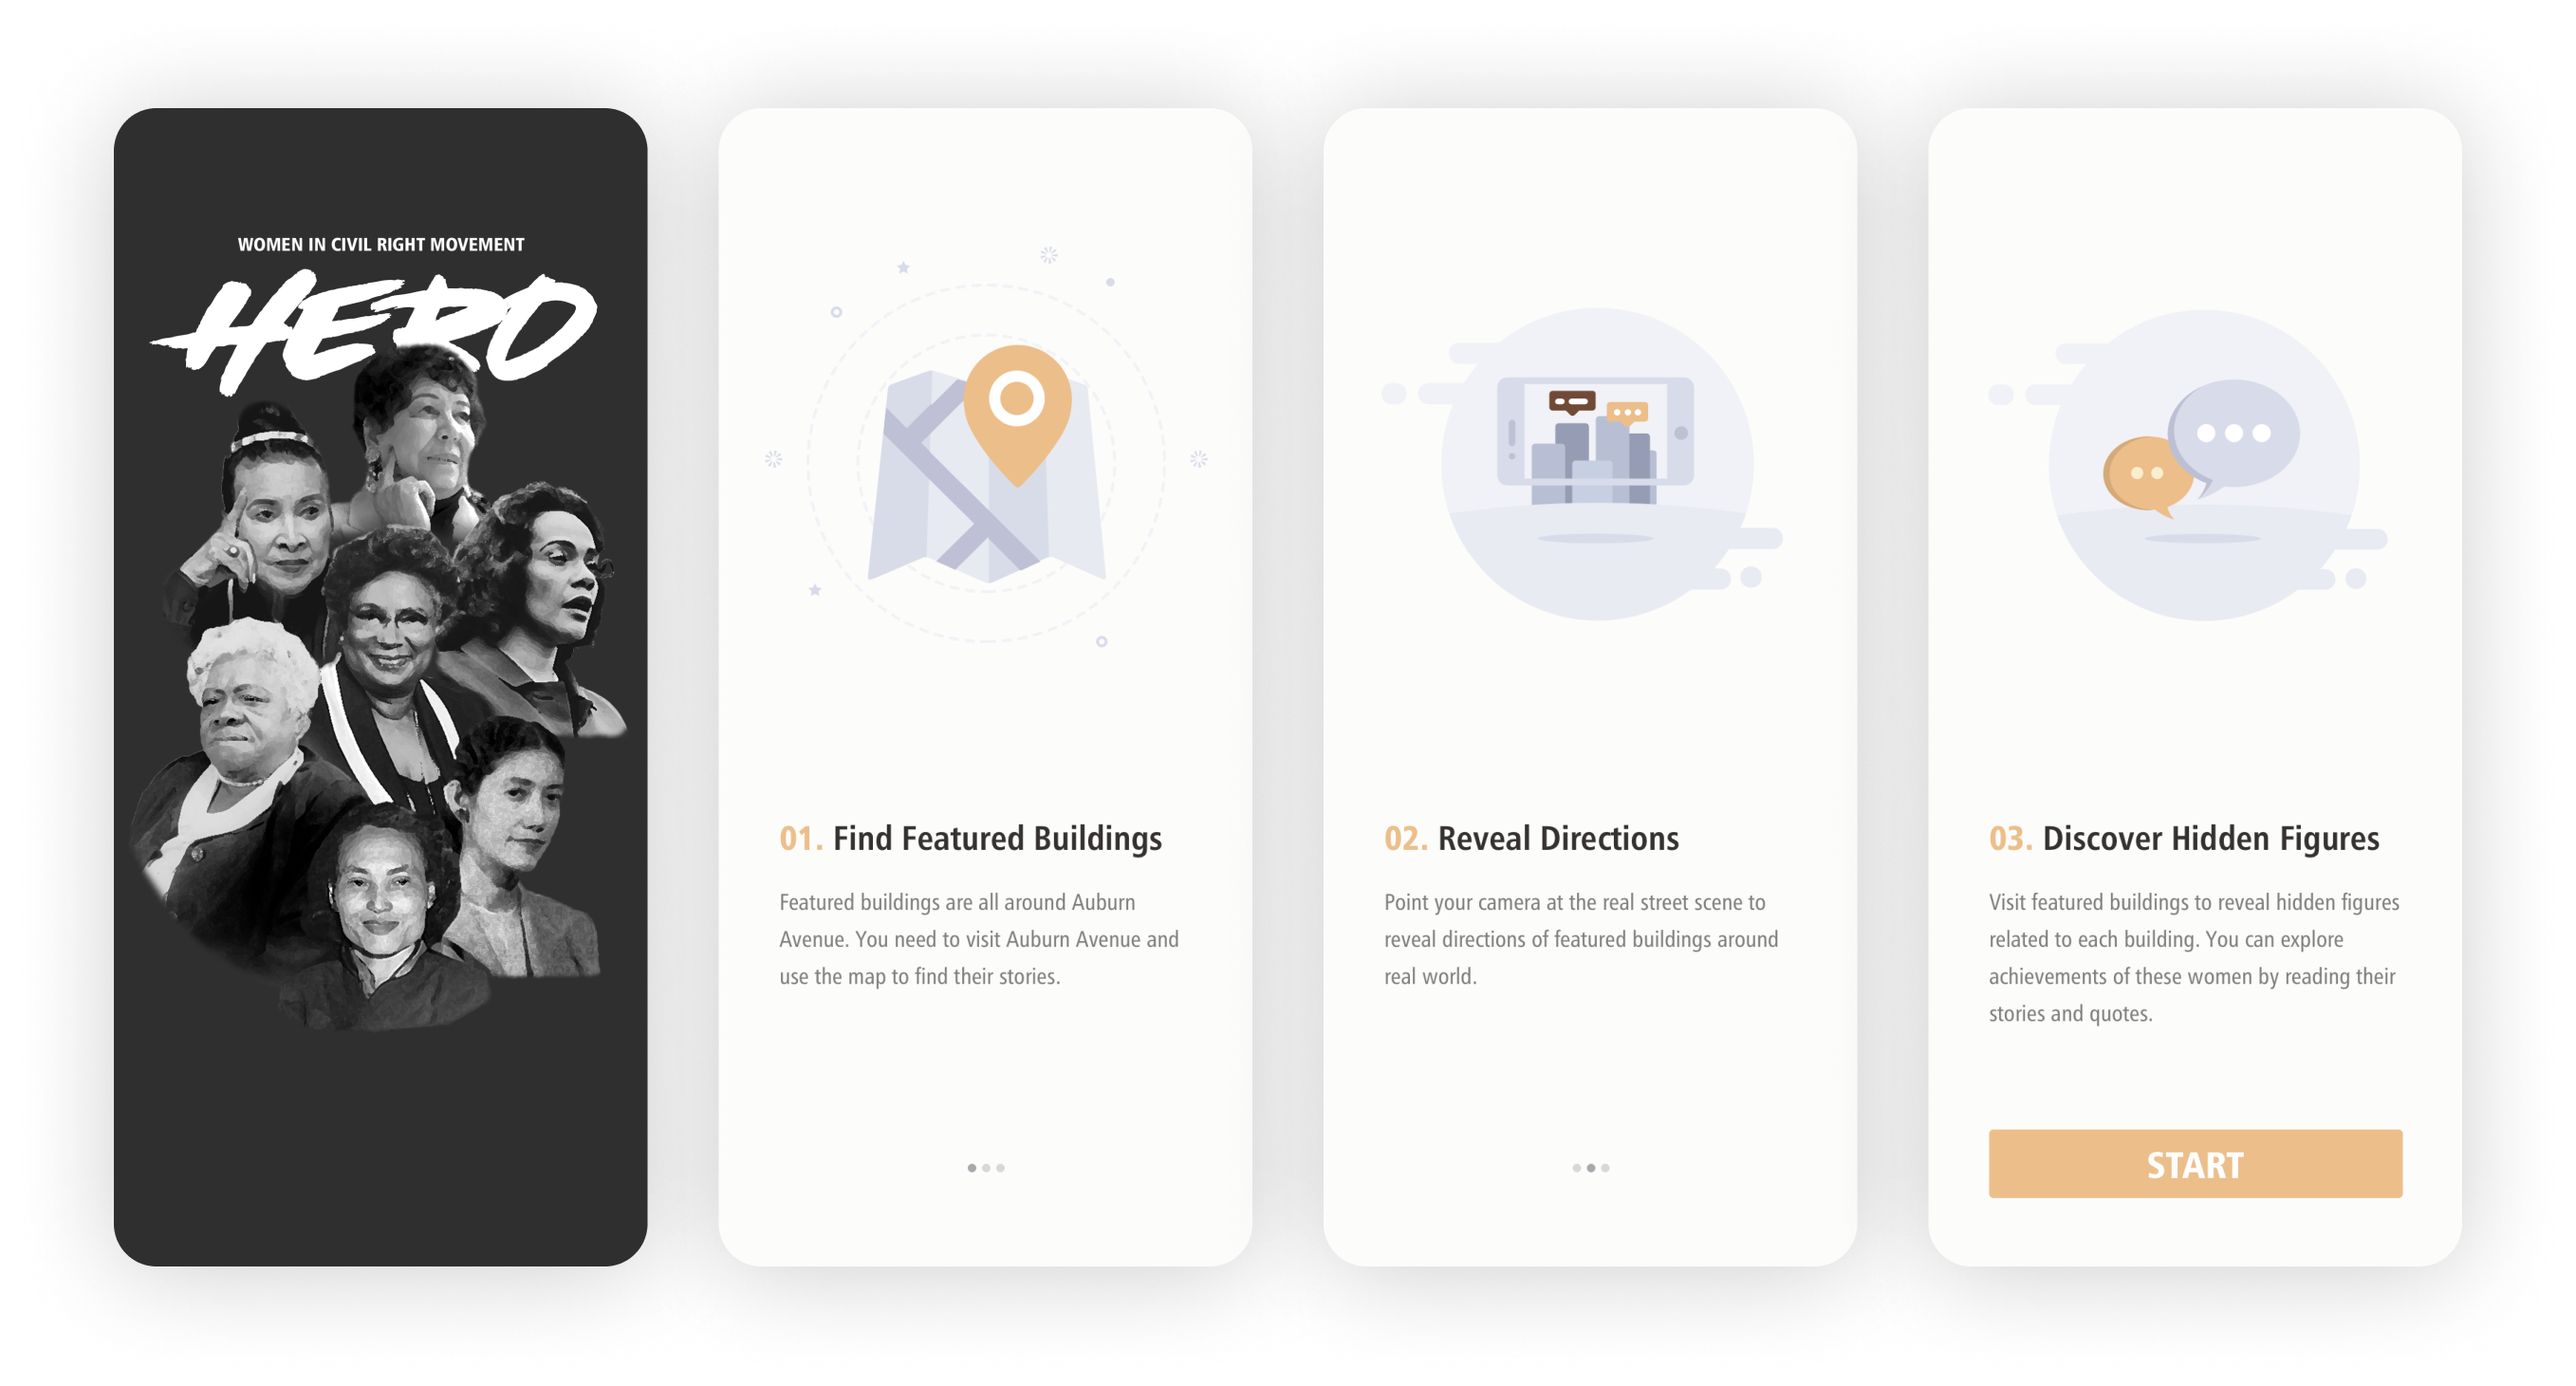 WOMEN IN CIVIL RIGHT MOVEMENT
HERO
01. Find Featured Buildings
Featured buildings are all around Auburn
Avenue. You need to visit Auburn Avenue and
use the map to find their stories.
02. Reveal Directions
Point your camera at the real street scene to
reveal directions of featured buildings around
real world.
03. Discover Hidden Figures
Visit featured buildings to reveal hidden figures
related to each building. You can explore
achievements of these women by reading their
stories and quotes.
START